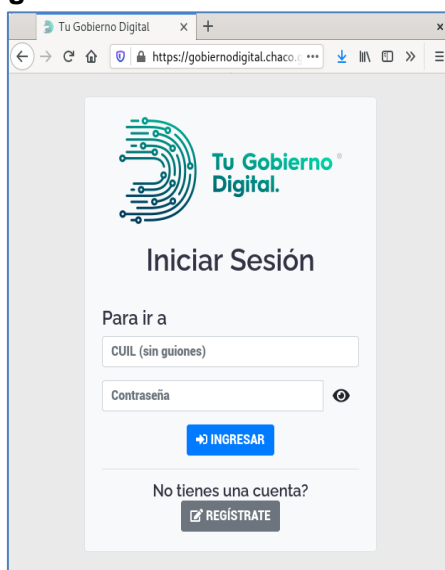 Tu Gobierno Digital
https://gobiernodigital.chaco.g
Tu Gobierno
Digital.
Iniciar Sesión
Para ir a
CUIL (sin guiones)
Contraseña
INGRESAR
No tienes una cuenta?
REGÍSTRATE